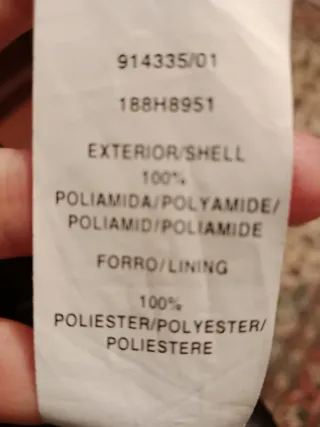 914335/01
188H8951
EXTERIOR/SHELL
100%
POLIAMIDA/POLYAMIDE/
POLIAMID/POLIAMIDE
FORRO/LINING
100%
POLIESTER/POLYESTER/
POLIESTERE